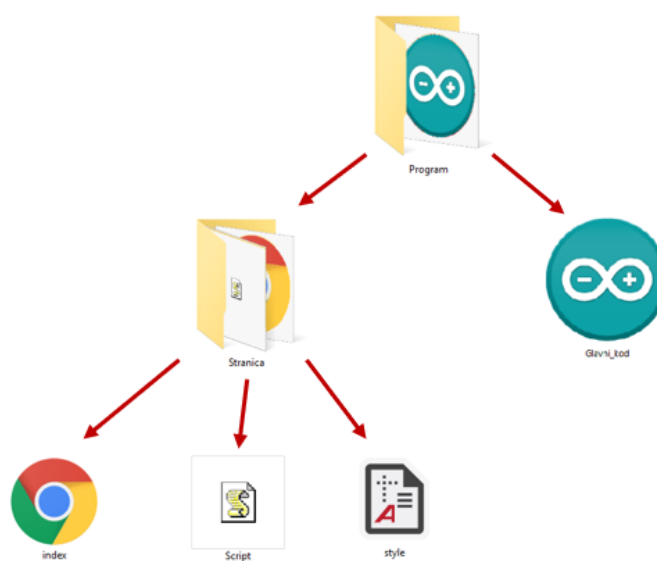 Program
Stranica
Glavni_kod
index
Script
style